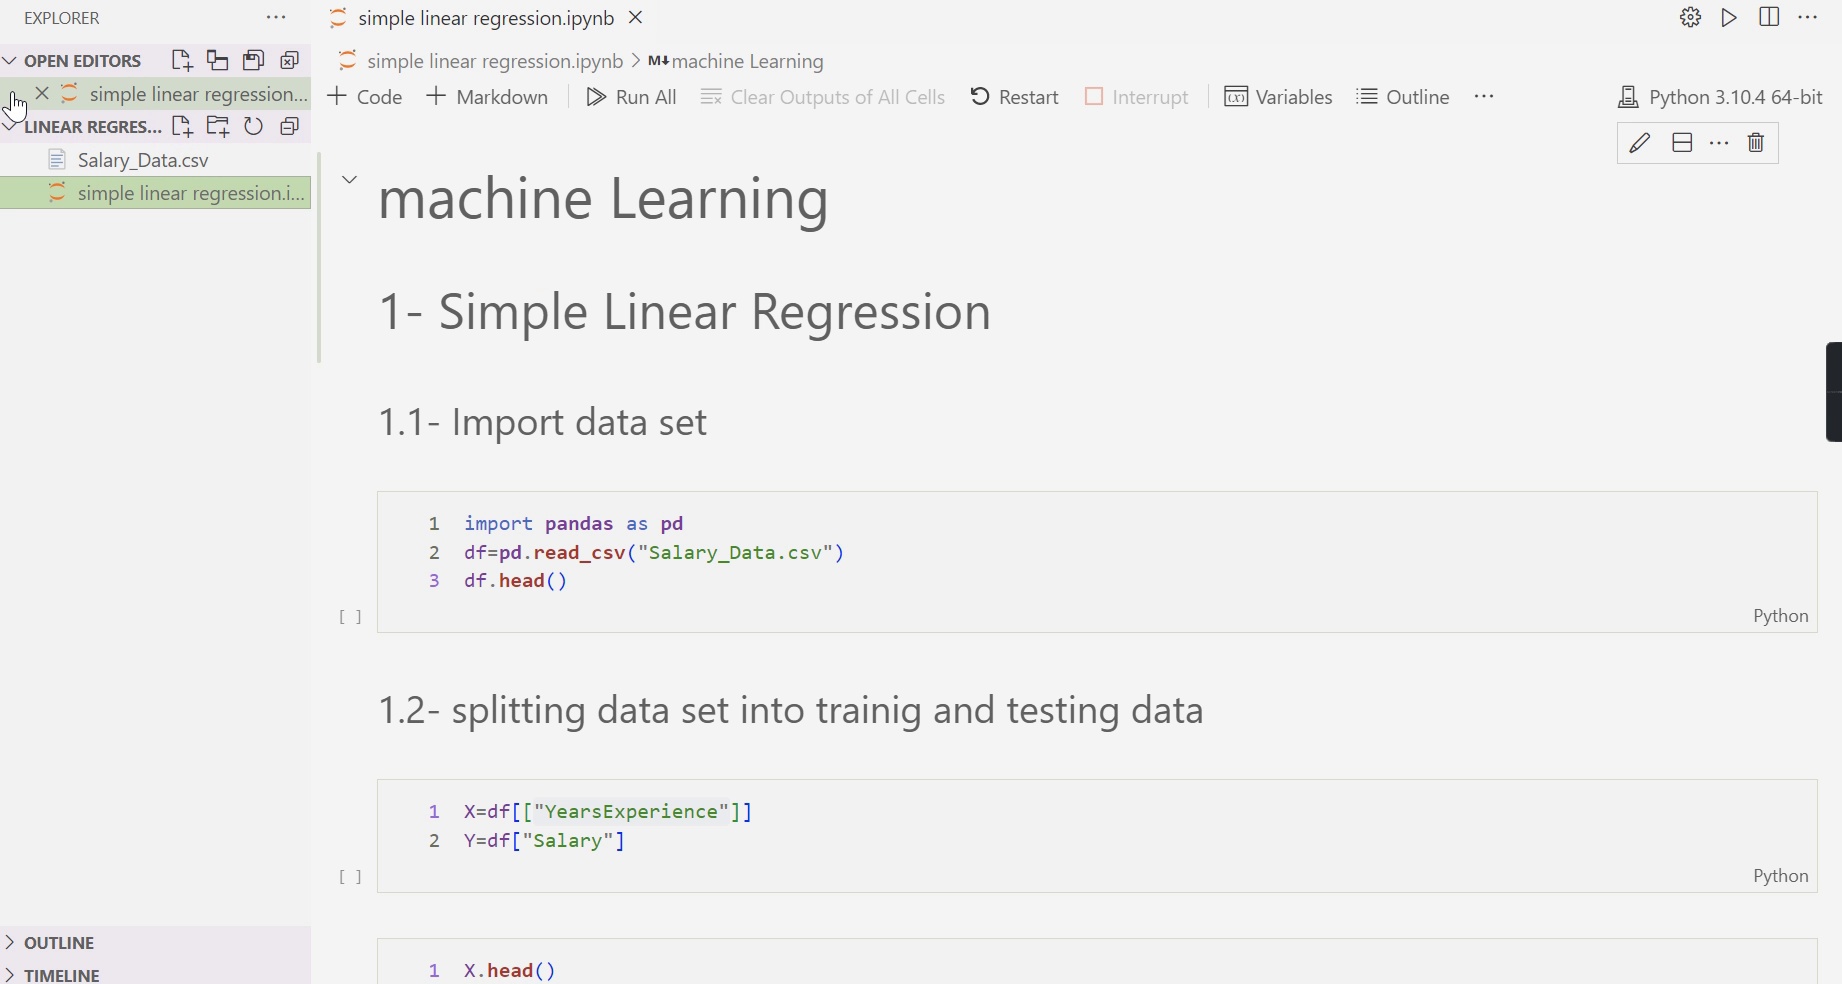 EXPLORER
simple linear regression.ipynb
OPEN EDITORS
simple linear regression...
LINEAR REGRES...
Salary_Data.csv
simple linear regression.i...
OUTLINE
TIMELINE
simple linear regression.ipynb > M machine Learning
+ Code + Markdown Run All Clear Outputs of All Cells Restart Interrupt (x) Variables Outline ... Python 3.10.4 64-bit
machine Learning
1- Simple Linear Regression
1.1- Import data set
1 import pandas as pd
2 df=pd.read_csv("Salary_Data.csv")
3 df.head()
[ ]
Python
1.2- splitting data set into trainig and testing data
1 X=df[["YearsExperience"]]
2 Y=df["Salary"]
[ ]
Python
1 X.head()